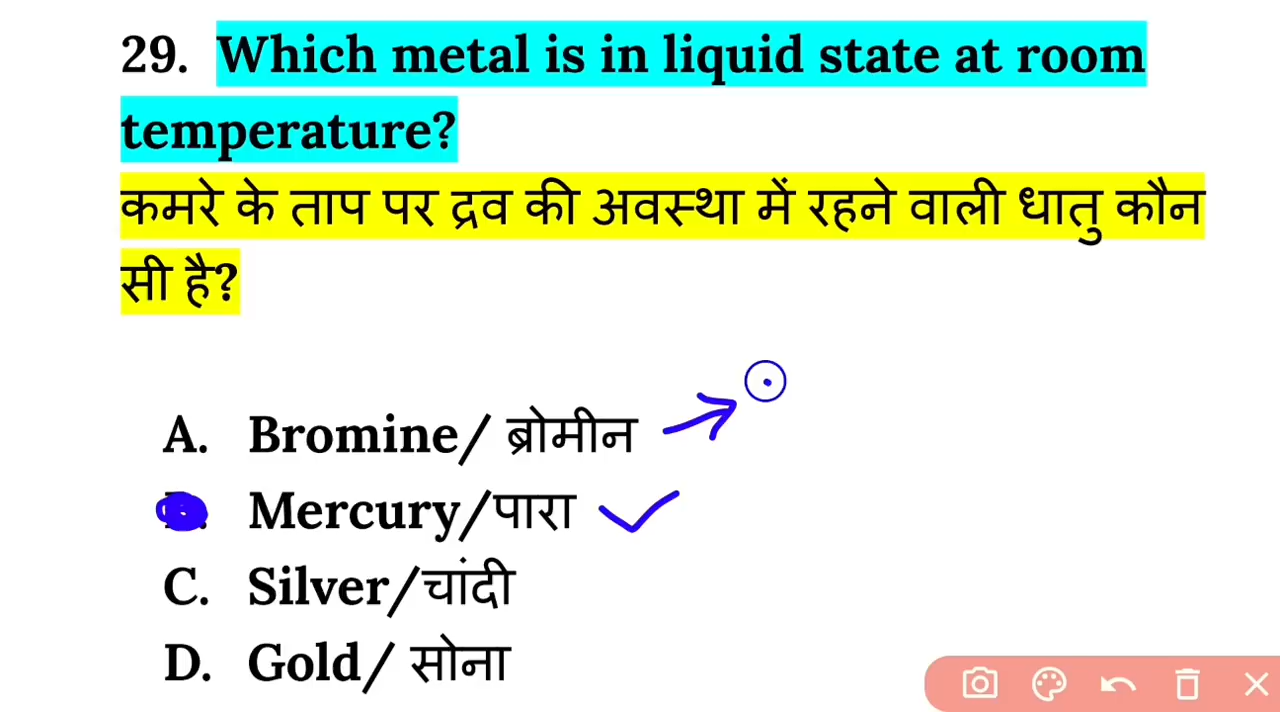 29. Which metal is in liquid state at room
temperature?
कमरे के ताप पर द्रव की अवस्था में रहने वाली धातु कौन
सी है?
A. Bromine/ ब्रोमीन
Mercury/पारा
C. Silver/चांदी
D. Gold/ सोना